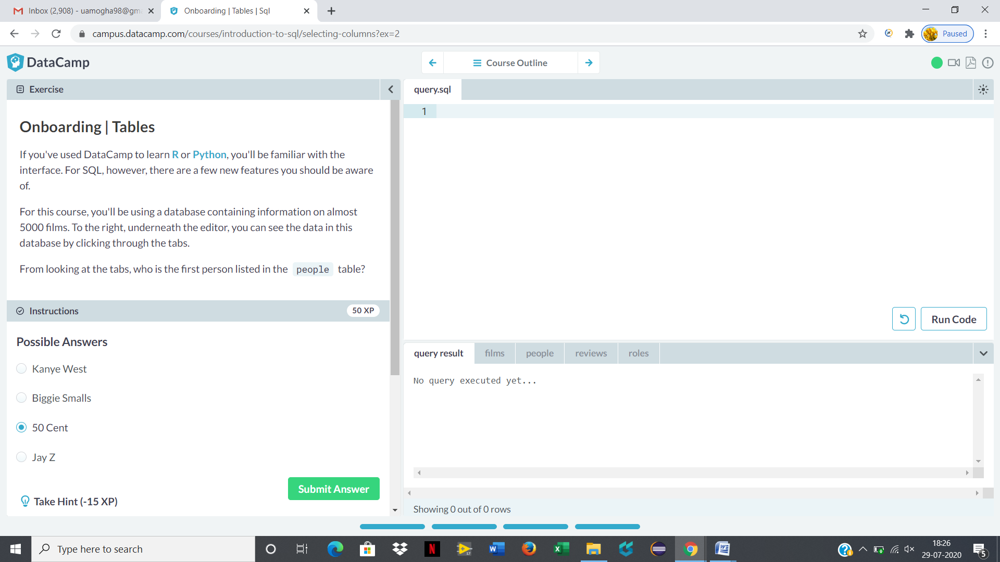 Inbox (2,908) - uamogha98@gm
Onboarding | Tables | Sql
campus.datacamp.com/courses/introduction-to-sql/selecting-columns?ex=2
Paused
DataCamp
Course Outline
Exercise
Onboarding | Tables
If you've used DataCamp to learn R or Python, you'll be familiar with the
interface. For SQL, however, there are a few new features you should be aware
of.
For this course, you'll be using a database containing information on almost
5000 films. To the right, underneath the editor, you can see the data in this
database by clicking through the tabs.
From looking at the tabs, who is the first person listed in the people table?
Instructions
50 XP
Possible Answers
Kanye West
Biggie Smalls
50 Cent
Jay Z
Submit Answer
Take Hint (-15 XP)
query.sql
1
Run Code
query result
films
people
reviews
roles
No query executed yet...
Showing 0 out of 0 rows
Type here to search
18:26
29-07-2020
5